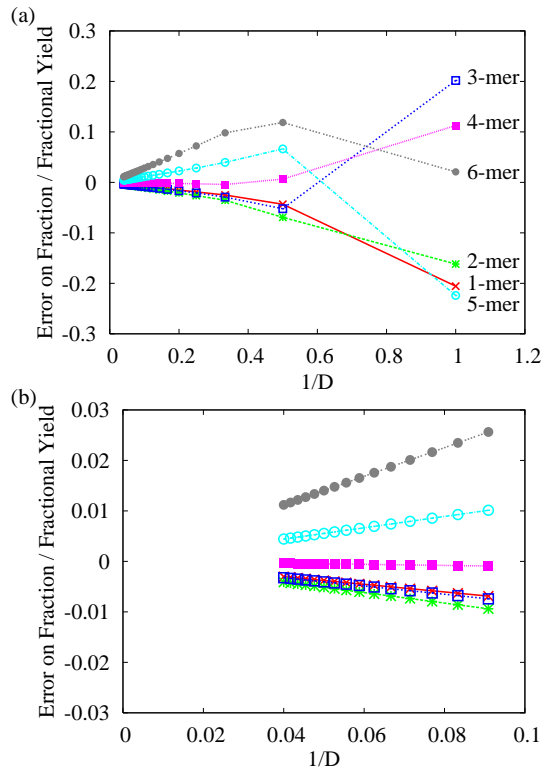 (a)
Error on Fraction / Fractional Yield
0.3
0.2
0.1
0
-0.1
-0.2
-0.3
0 0.2 0.4 0.6 0.8 1 1.2
1/D
3-mer
4-mer
6-mer
2-mer
1-mer
5-mer
(b)
Error on Fraction / Fractional Yield
0.03
0.02
0.01
0
-0.01
-0.02
-0.03
0 0.02 0.04 0.06 0.08 0.1
1/D